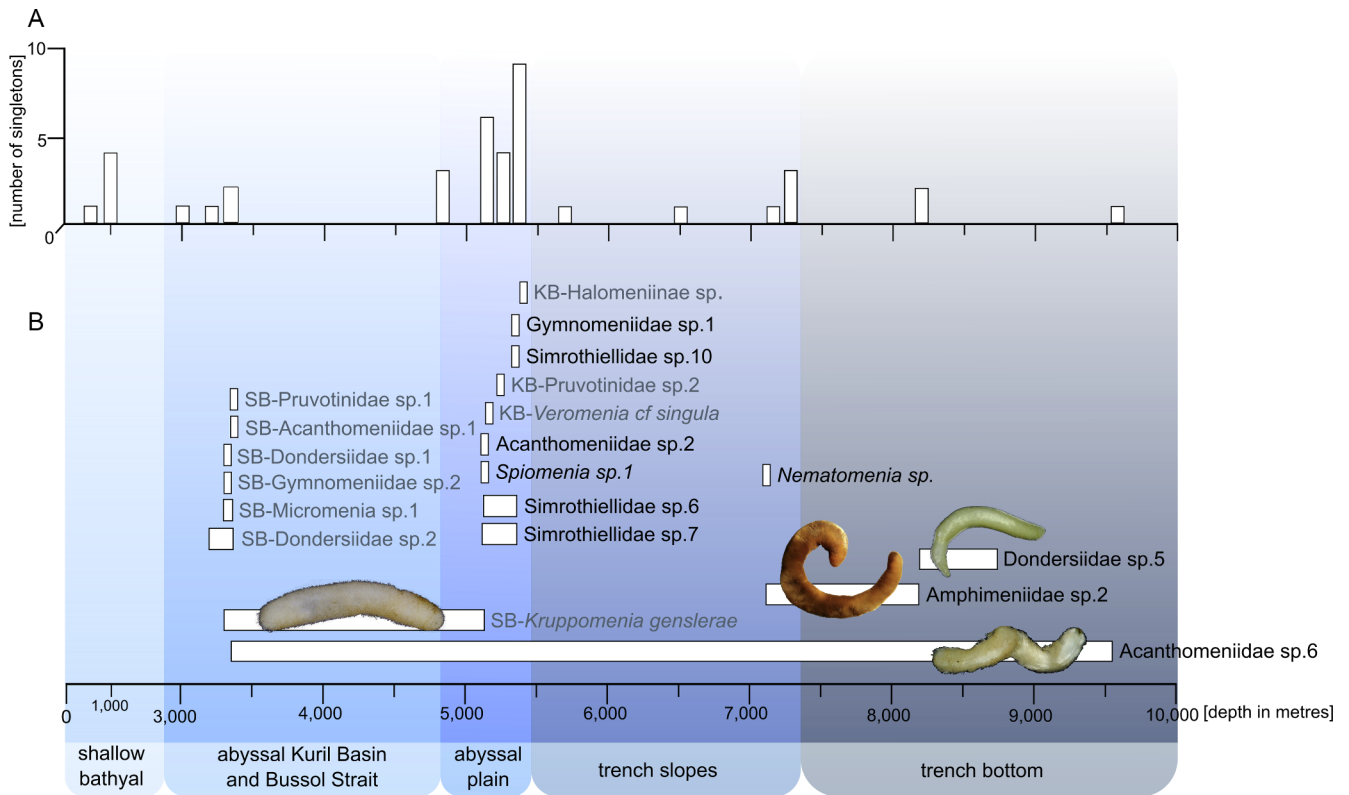 A
[number of singletons]
10
5
0
B
KB-Halomeniinae sp.
Gymnomeniidae sp.1
Simrothiellidae sp.10
KB-Pruvotinidae sp.2
SB-Pruvotinidae sp.1
KB-Veromenia cf singula
SB-Acanthomeniidae sp.1
Acanthomeniidae sp.2
SB-Dondersiidae sp.1
Spiomenia sp.1
Nematomenia sp.
SB-Gymnomeniidae sp.2
Simrothiellidae sp.6
SB-Micromenia sp.1
Simrothiellidae sp.7
SB-Dondersiidae sp.2
Dondersiidae sp.5
Amphimeniidae sp.2
SB-Kruppomenia genslerae
Acanthomeniidae sp.6
0 1,000 3,000 4,000 5,000 6,000 7,000 8,000 9,000 10,000 [depth in metres]
shallow
bathyal
abyssal Kuril Basin
and Bussol Strait
abyssal
plain
trench slopes
trench bottom